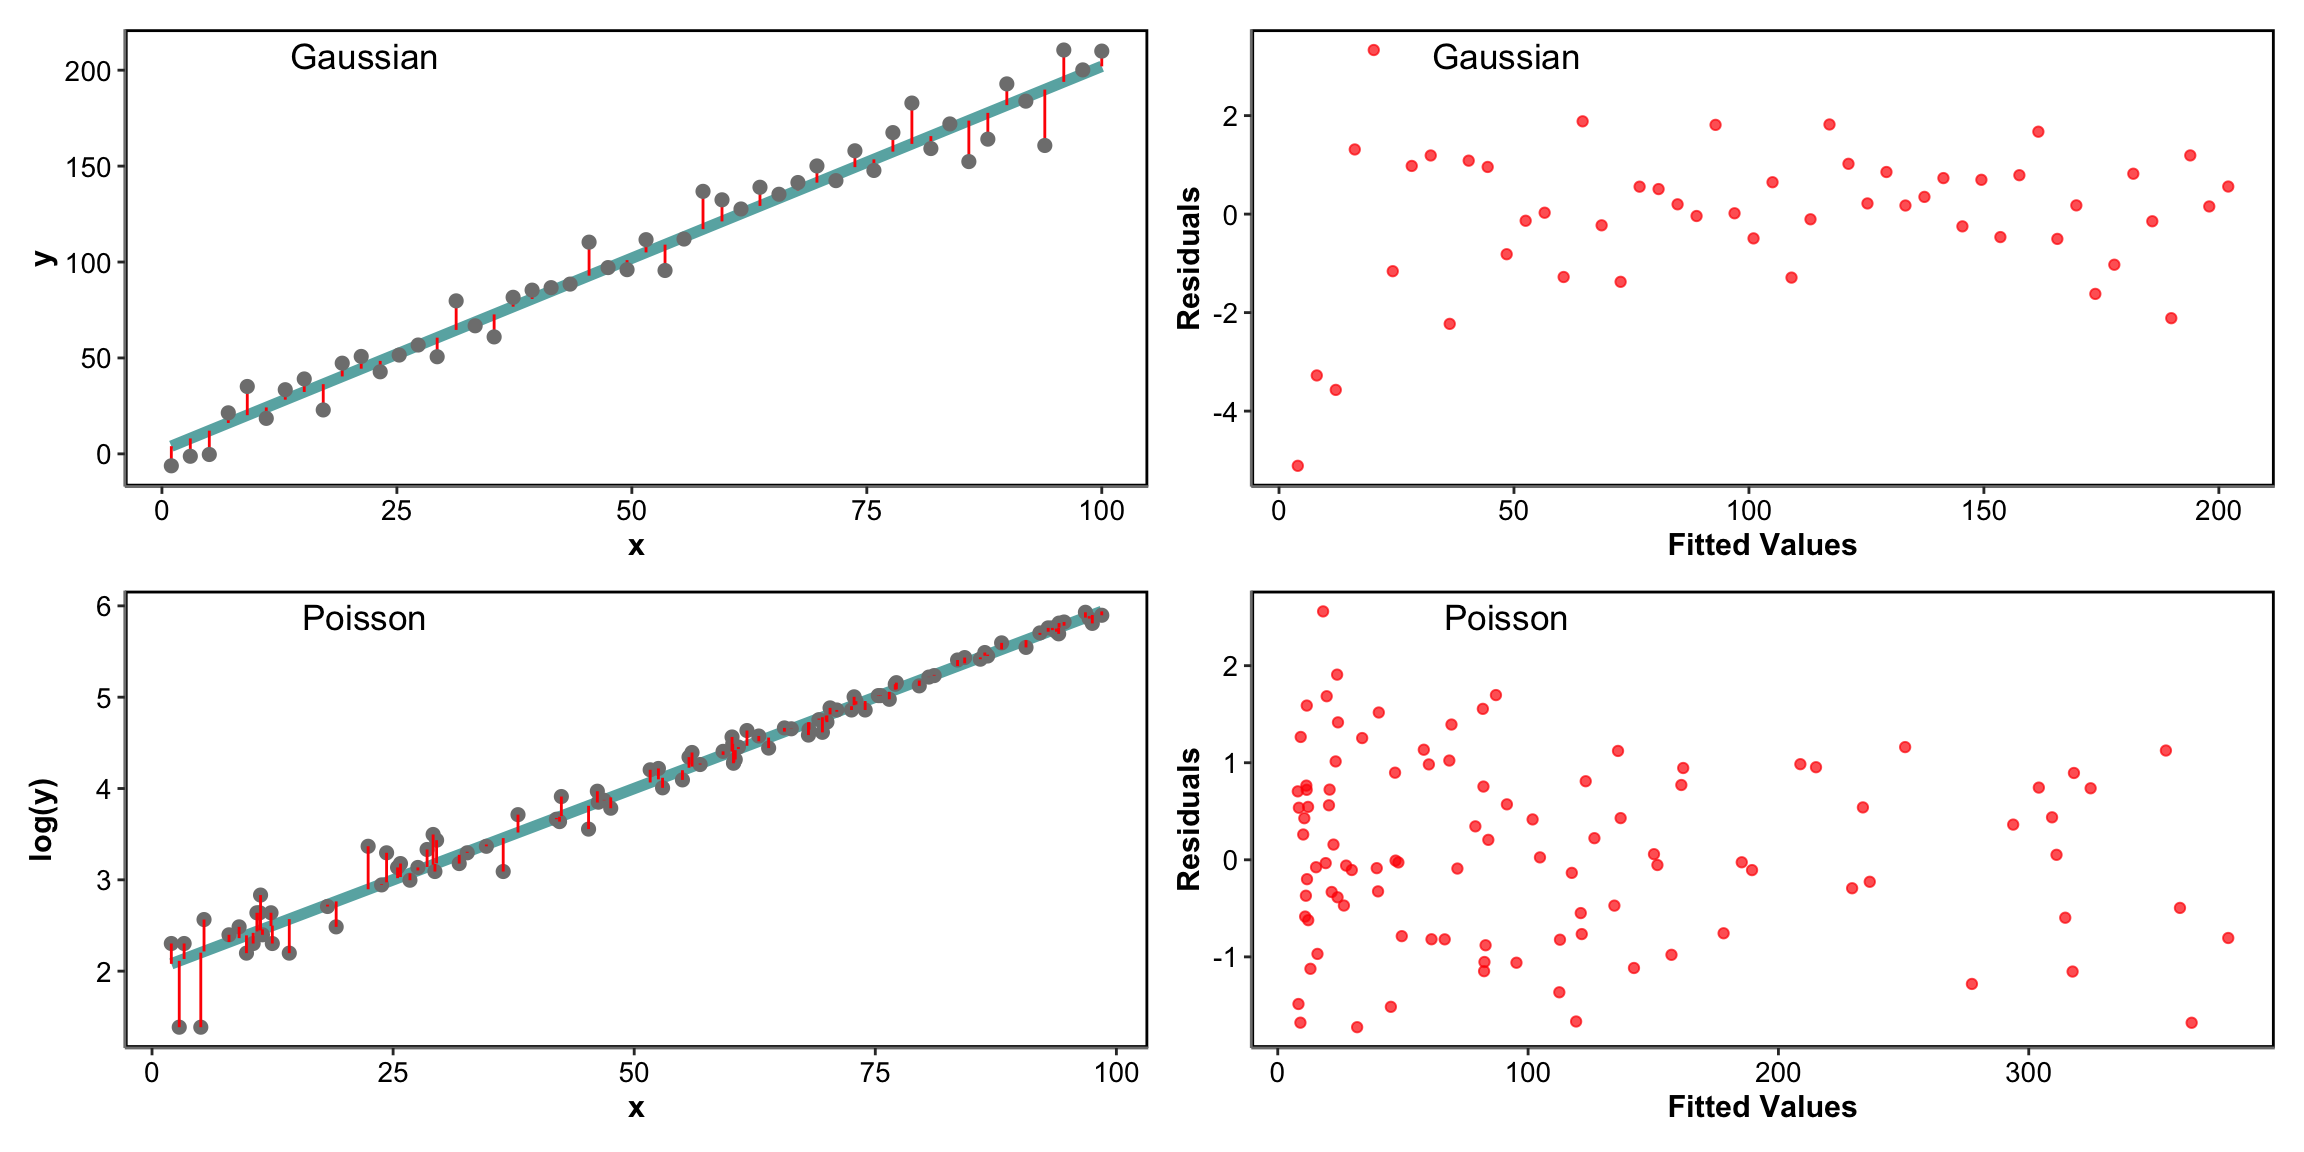 Gaussian
200
150
100
50
0
y
0 25 50 75 100
x
Gaussian
2
0
-2
-4
Residuals
0 50 100 150 200
Fitted Values
Poisson
6
5
4
3
2
log(y)
0 25 50 75 100
x
Poisson
2
1
0
-1
Residuals
0 100 200 300
Fitted Values